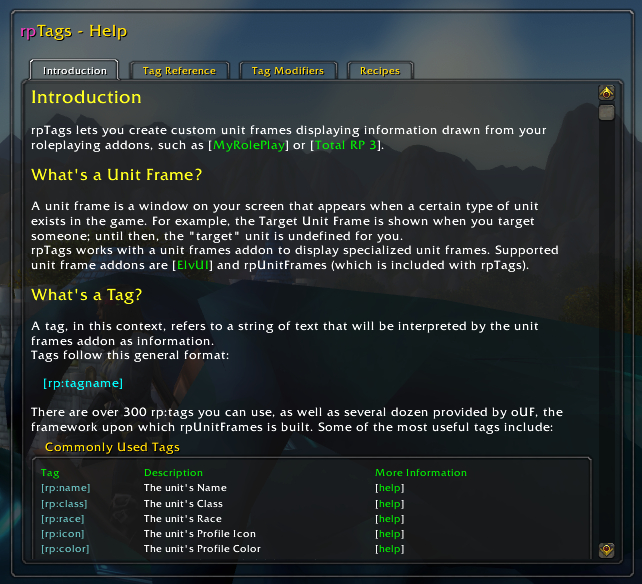 rpTags - Help
Introduction Tag Reference Tag Modifiers Recipes
Introduction
rpTags lets you create custom unit frames displaying information drawn from your
roleplaying addons, such as [MyRolePlay] or [Total RP 3].
What's a Unit Frame?
A unit frame is a window on your screen that appears when a certain type of unit
exists in the game. For example, the Target Unit Frame is shown when you target
someone; until then, the "target" unit is undefined for you.
rpTags works with a unit frames addon to display specialized unit frames. Supported
unit frame addons are [ElvUI] and rpUnitFrames (which is included with rpTags).
What's a Tag?
A tag, in this context, refers to a string of text that will be interpreted by the unit
frames addon as information.
Tags follow this general format:
[rp:tagname]
There are over 300 rp:tags you can use, as well as several dozen provided by oUF, the
framework upon which rpUnitFrames is built. Some of the most useful tags include:
Commonly Used Tags
Tag Description More Information
[rp:name] The unit's Name [help]
[rp:class] The unit's Class [help]
[rp:race] The unit's Race [help]
[rp:icon] The unit's Profile Icon [help]
[rp:color] The unit's Profile Color [help]